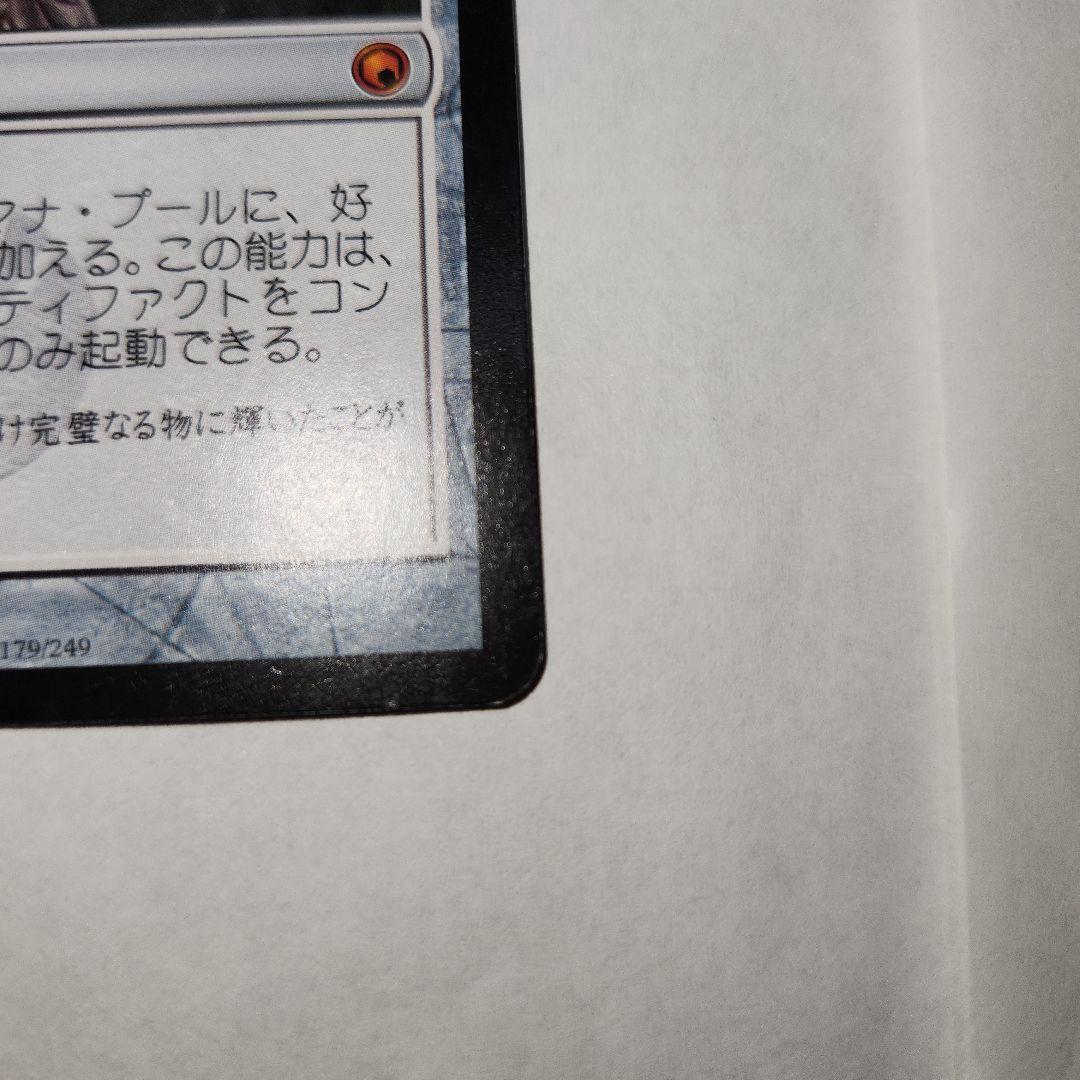 マナ・プールに、好
加える。この能力は、
ティファクトをコン
のみ起動できる。
け完璧なる物に輝いたことが
179/249